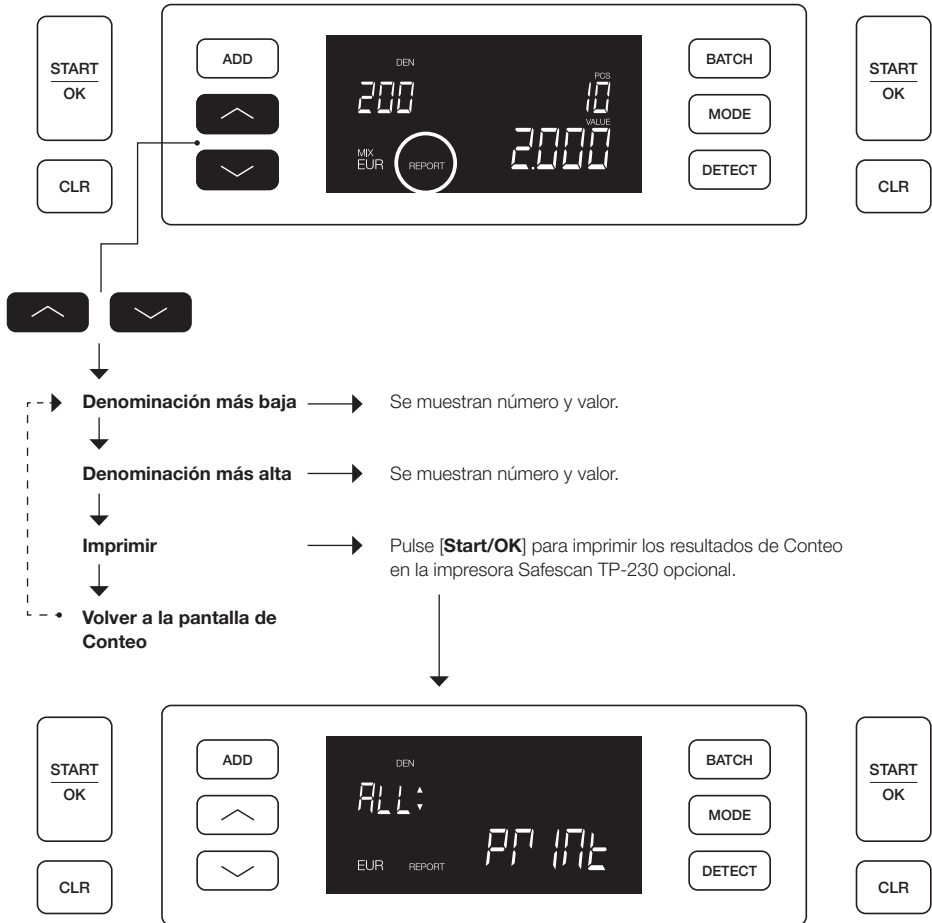 START
OK
CLR
ADD
DEN
200
PCS
10
VALUE
2.000
MIX
EUR
REPORT
BATCH
MODE
DETECT
START
OK
CLR
Denominación más baja
Se muestran número y valor.
Denominación más alta
Se muestran número y valor.
Imprimir
Pulse [Start/OK] para imprimir los resultados de Conteo
en la impresora Safescan TP-230 opcional.
Volver a la pantalla de
Conteo
START
OK
CLR
ADD
DEN
ALL:
PrINt
EUR REPORT
BATCH
MODE
DETECT
START
OK
CLR